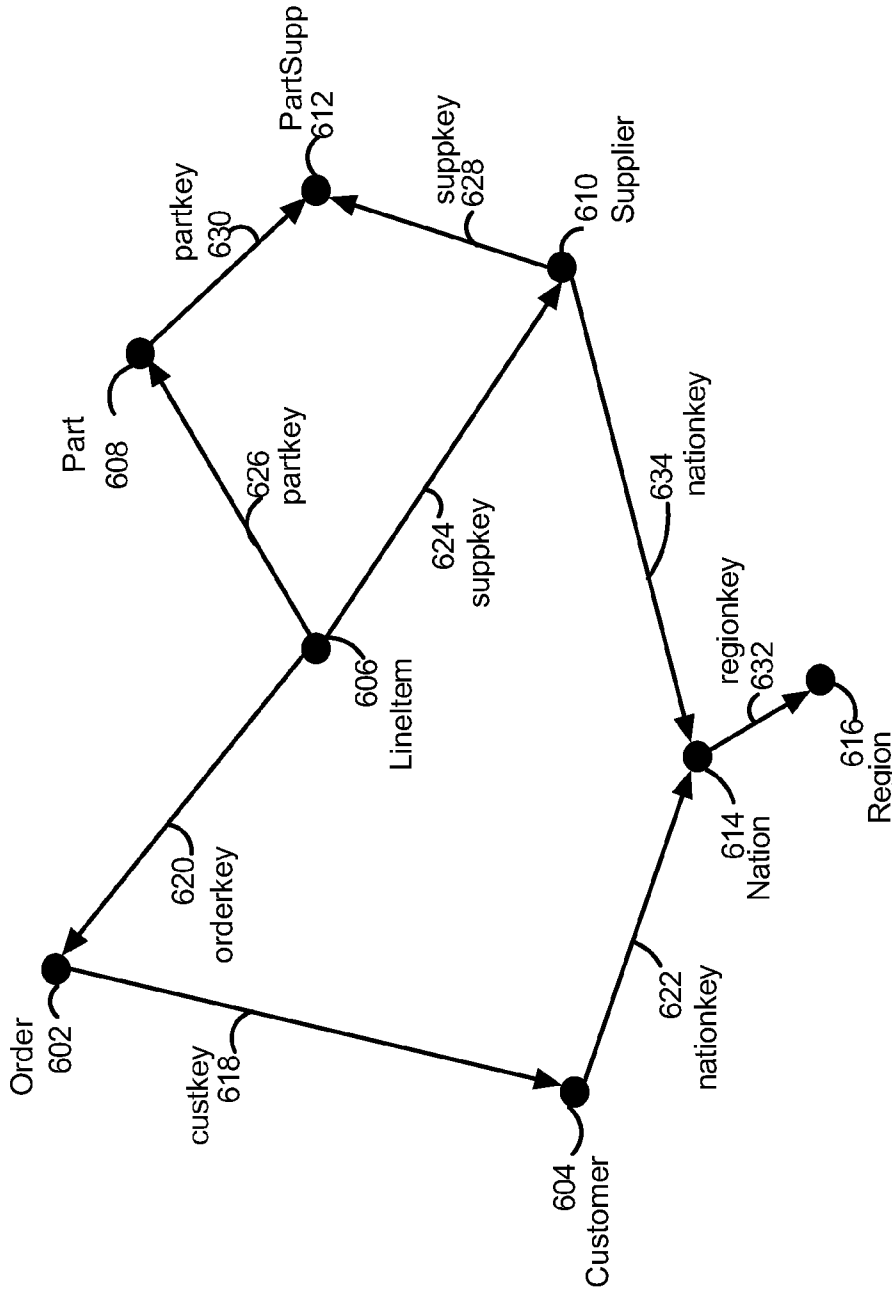 Order
602
custkey
618
604
Customer
620
orderkey
622
nationkey
614
Nation
616
Region
regionkey
632
606
LineItem
Part
608
626
partkey
624
suppkey
634
nationkey
partkey
630
PartSupp
612
suppkey
628
610
Supplier